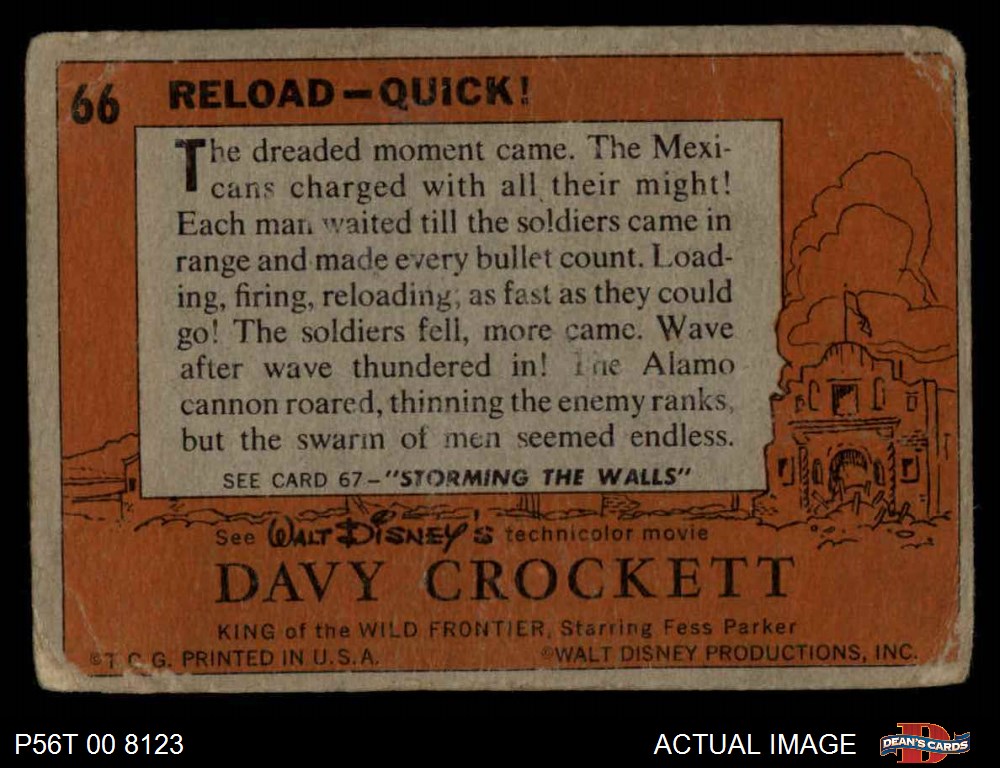 66 RELOAD—QUICK!
The dreaded moment came. The Mexi-
cans charged with all their might!
Each man waited till the soldiers came in
range and made every bullet count. Load-
ing, firing, reloading, as fast as they could
go! The soldiers fell, more came. Wave
after wave thundered in! The Alamo
cannon roared, thinning the enemy ranks,
but the swarm of men seemed endless.
SEE CARD 67—"STORMING THE WALLS"
See WALT DISNEY'S technicolor movie
DAVY CROCKETT
KING of the WILD FRONTIER, Starring Fess Parker
©T.C.G. PRINTED IN U.S.A. ©WALT DISNEY PRODUCTIONS, INC.
P56T 00 8123 ACTUAL IMAGE DEAN'S CARDS